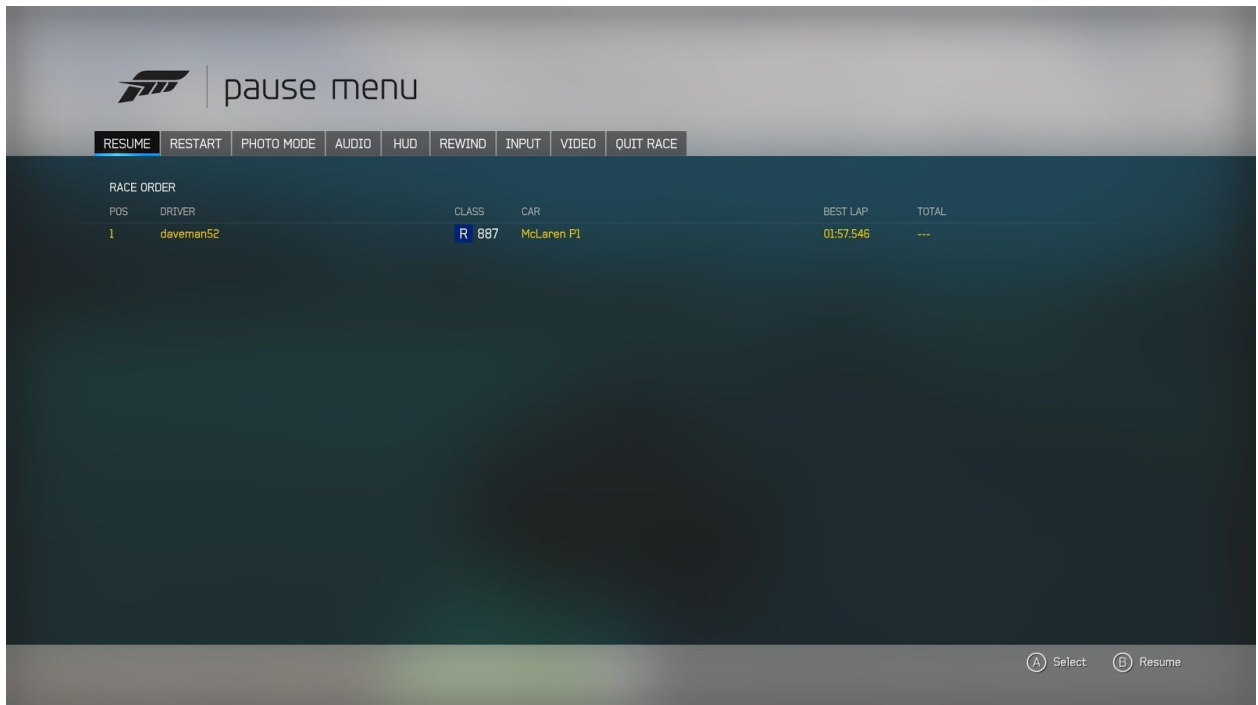 pause menu
RESUME RESTART PHOTO MODE AUDIO HUD REWIND INPUT VIDEO QUIT RACE
RACE ORDER
POS DRIVER CLASS CAR BEST LAP TOTAL
1 daveman52 R 887 McLaren P1 01:57.546 ---
A Select B Resume